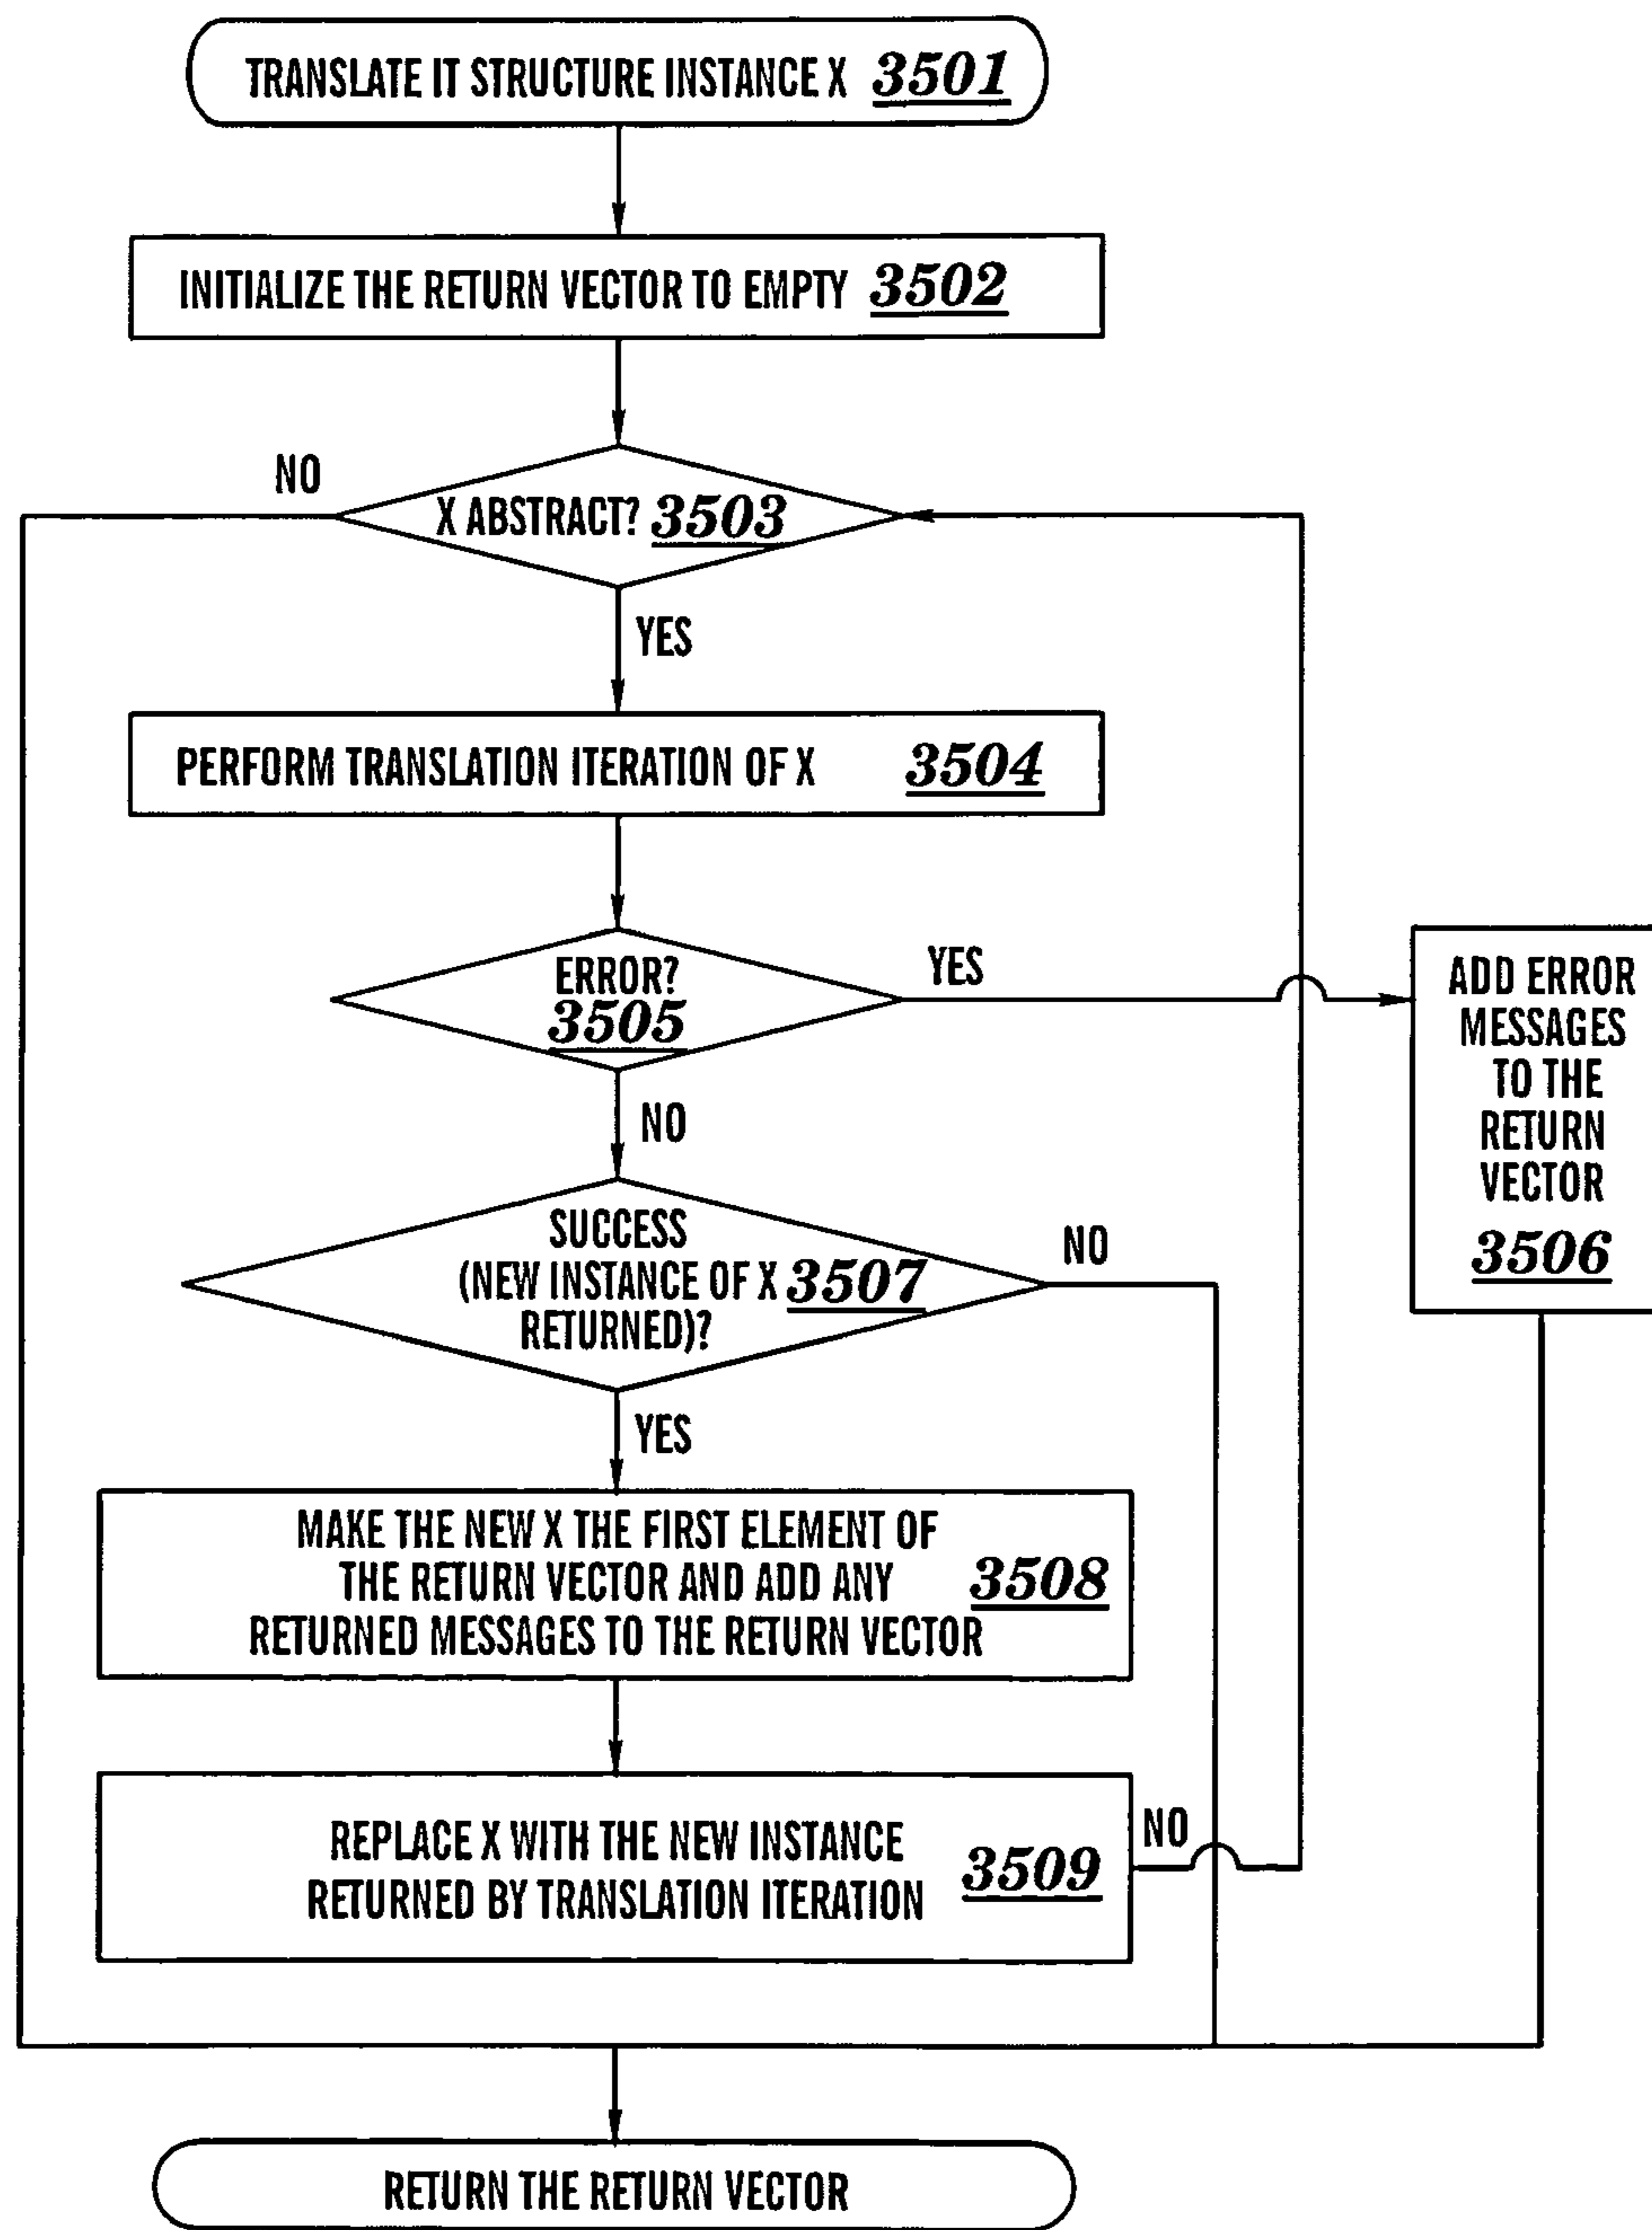 TRANSLATE IT STRUCTURE INSTANCE X 3501
INITIALIZE THE RETURN VECTOR TO EMPTY 3502
NO
X ABSTRACT? 3503
YES
PERFORM TRANSLATION ITERATION OF X 3504
ERROR?
3505
YES
NO
ADD ERROR
MESSAGES
TO THE
RETURN
VECTOR
3506
SUCCESS
(NEW INSTANCE OF X 3507
RETURNED)?
NO
YES
MAKE THE NEW X THE FIRST ELEMENT OF
THE RETURN VECTOR AND ADD ANY 3508
RETURNED MESSAGES TO THE RETURN VECTOR
REPLACE X WITH THE NEW INSTANCE
RETURNED BY TRANSLATION ITERATION 3509
NO
RETURN THE RETURN VECTOR